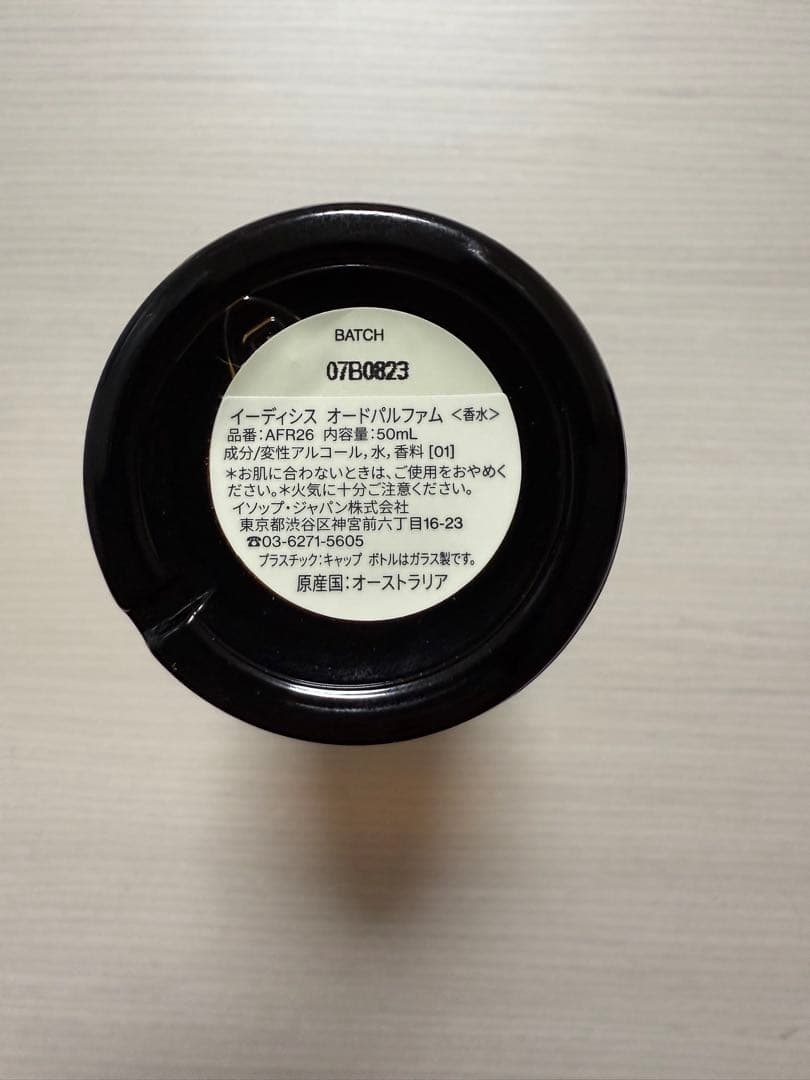 BATCH
07B0823
イーディシス オードパルファム <香水>
品番:AFR26 内容量:50mL
成分/変性アルコール,水,香料 [01]
*お肌に合わないときは、ご使用をおやめく
ださい。*火気に十分ご注意ください。
イソップ・ジャパン株式会社
東京都渋谷区神宮前六丁目16-23
☎03-6271-5605
プラスチック:キャップ ボトルはガラス製です。
原産国:オーストラリア